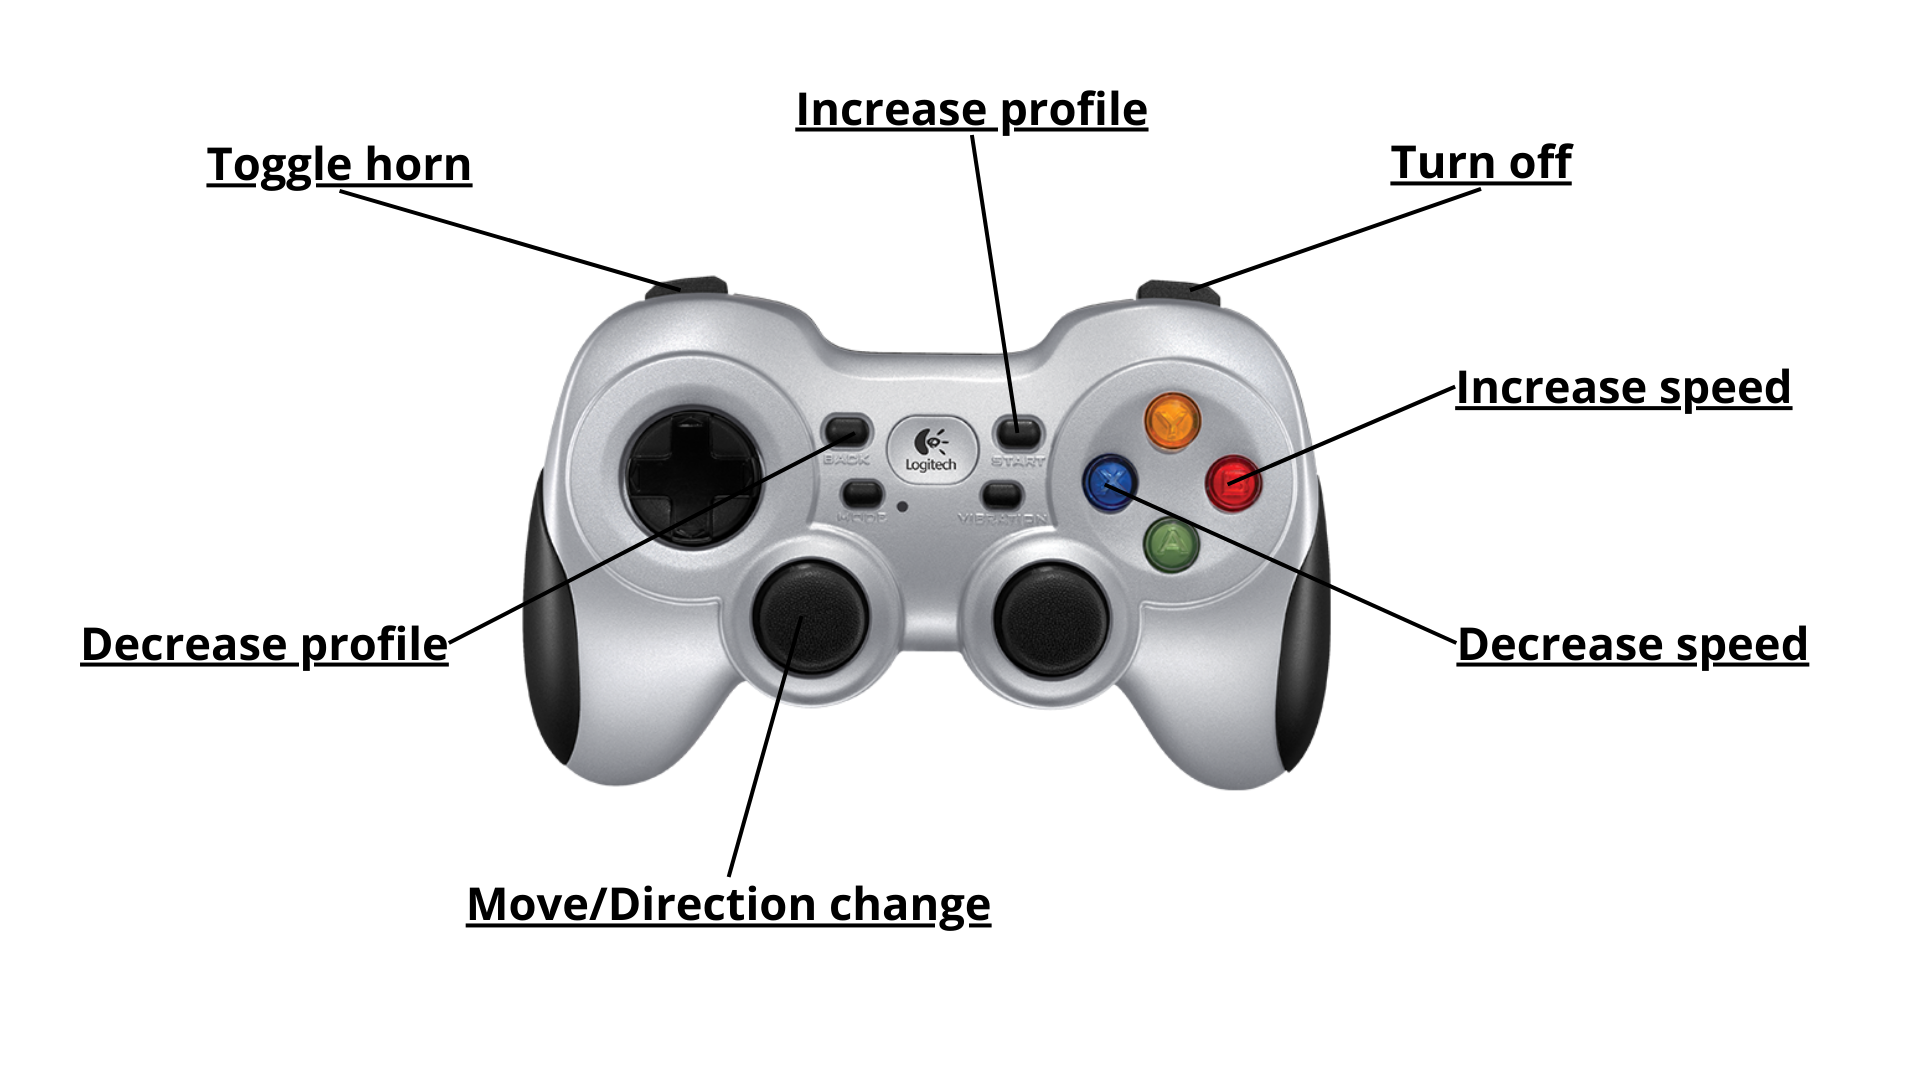 Increase profile
Toggle horn
Turn off
Increase speed
Y
BACK
Logitech
START
X
B
MODE
VIBRATION
A
Decrease profile
Decrease speed
Move/Direction change